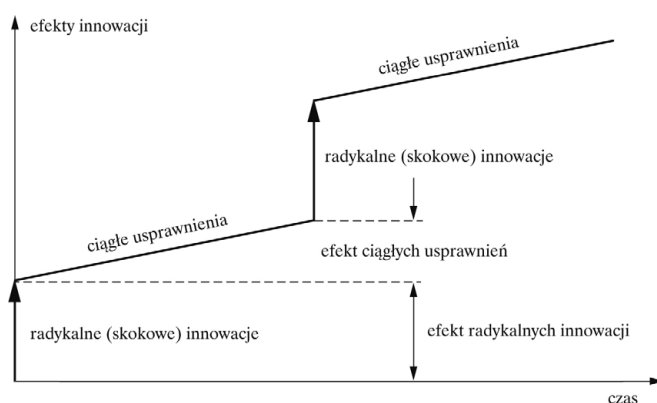 efekty innowacji
ciągłe usprawnienia
radykalne (skokowe) innowacje
ciągłe usprawnienia
efekt ciągłych usprawnień
radykalne (skokowe) innowacje
efekt radykalnych innowacji
czas